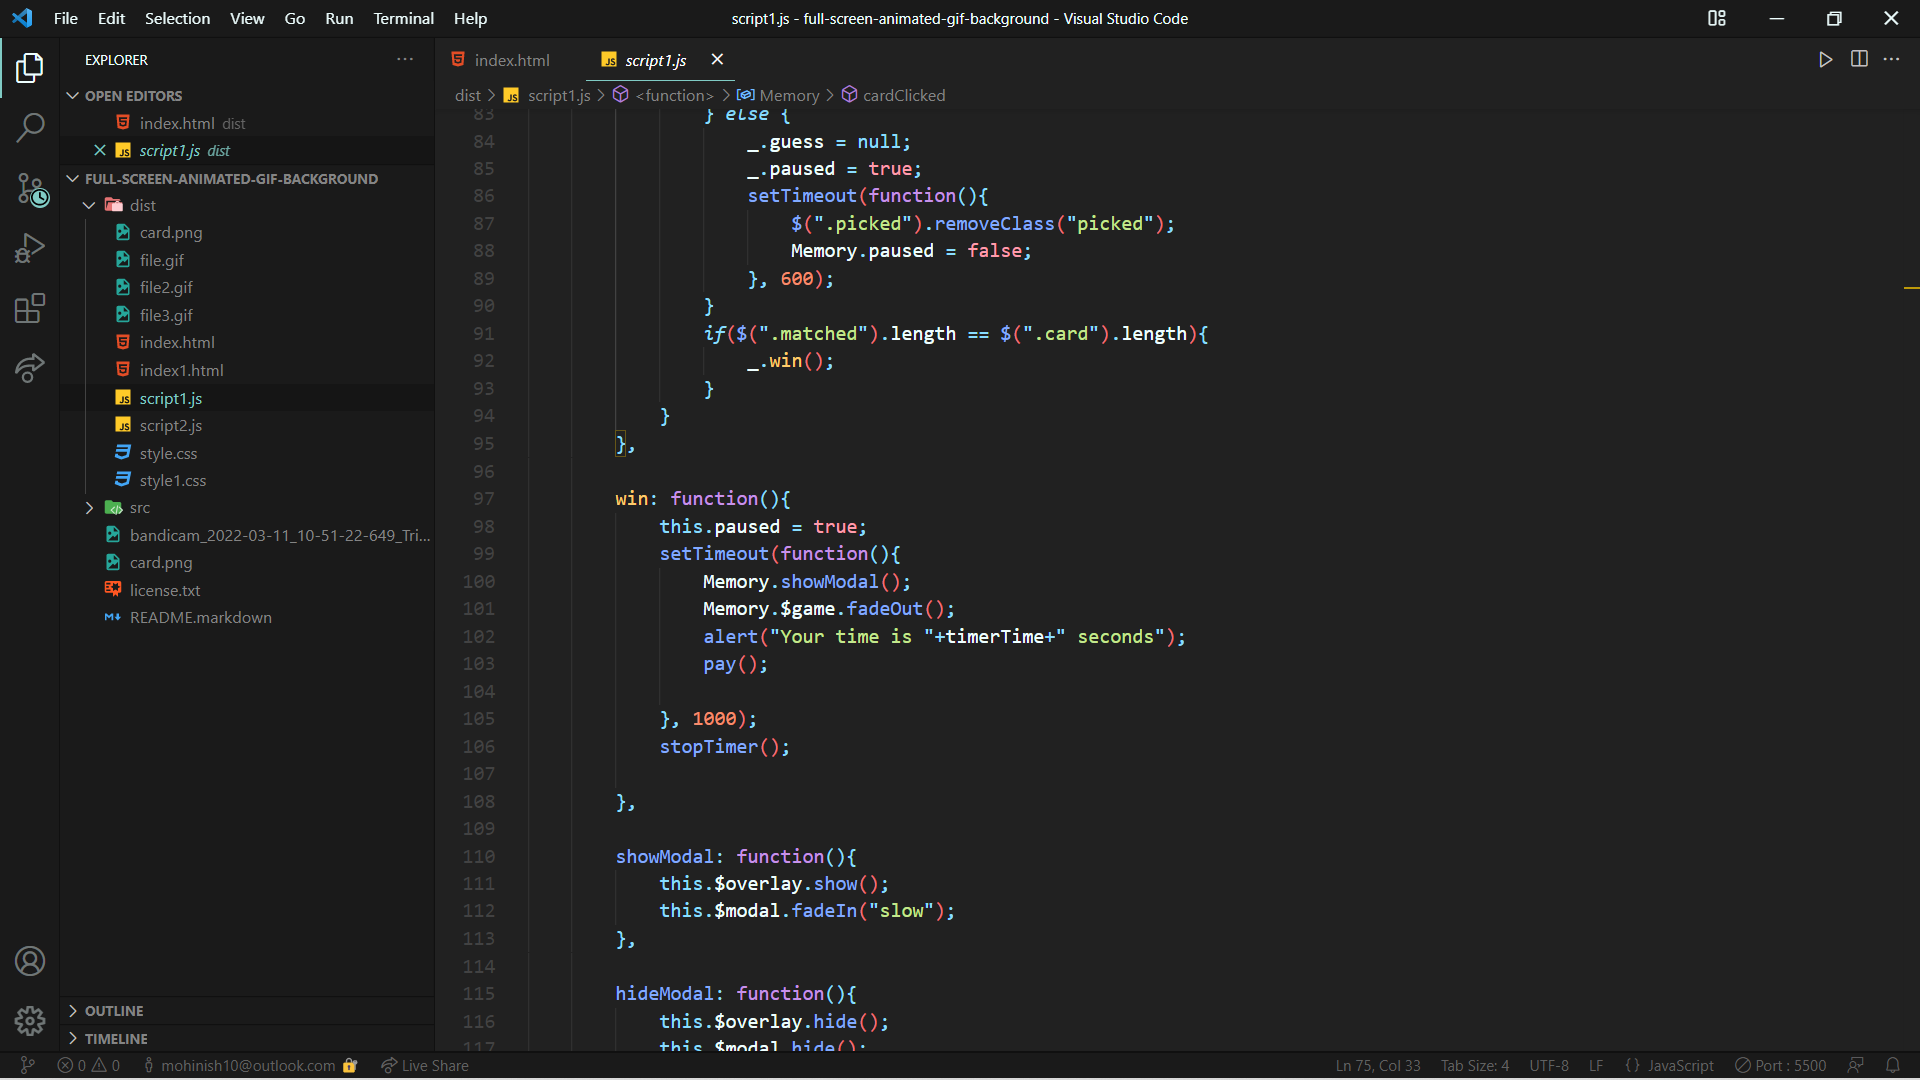 File Edit Selection View Go Run Terminal Help
script1.js - full-screen-animated-gif-background - Visual Studio Code
EXPLORER
OPEN EDITORS
index.html dist
script1.js dist
FULL-SCREEN-ANIMATED-GIF-BACKGROUND
dist
card.png
file.gif
file2.gif
file3.gif
index.html
index1.html
script1.js
script2.js
style.css
style1.css
src
bandicam_2022-03-11_10-51-22-649_Tri...
card.png
license.txt
README.markdown
OUTLINE
TIMELINE
index.html
script1.js
dist > script1.js > <function> > Memory > cardClicked
83 } else {
84 _.guess = null;
85 _.paused = true;
86 setTimeout(function(){
87 $(".picked").removeClass("picked");
88 Memory.paused = false;
89 }, 600);
90 }
91 if($(".matched").length == $(".card").length){
92 _.win();
93 }
94 }
95 },
96
97 win: function(){
98 this.paused = true;
99 setTimeout(function(){
100 Memory.showModal();
101 Memory.$game.fadeOut();
102 alert("Your time is "+timerTime+" seconds");
103 pay();
104
105 }, 1000);
106 stopTimer();
107
108 },
109
110 showModal: function(){
111 this.$overlay.show();
112 this.$modal.fadeIn("slow");
113 },
114
115 hideModal: function(){
116 this.$overlay.hide();
117 this.$modal.hide();
0 0 mohinish10@outlook.com Live Share
Ln 75, Col 33 Tab Size: 4 UTF-8 LF {} JavaScript Port : 5500